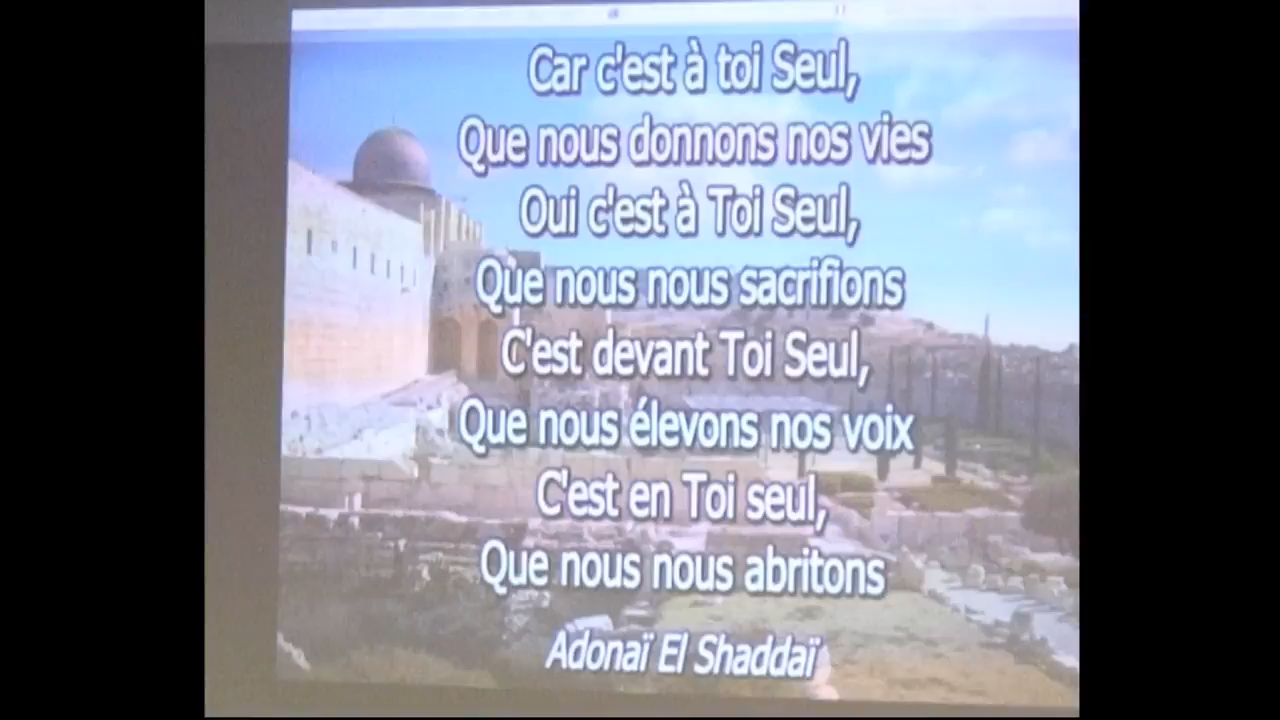 Car c'est à toi Seul,
Que nous donnons nos vies
Oui c'est à Toi Seul,
Que nous nous sacrifions
C'est devant Toi Seul,
Que nous élevons nos voix
C'est en Toi seul,
Que nous nous abritons
Adonaï El Shaddaï